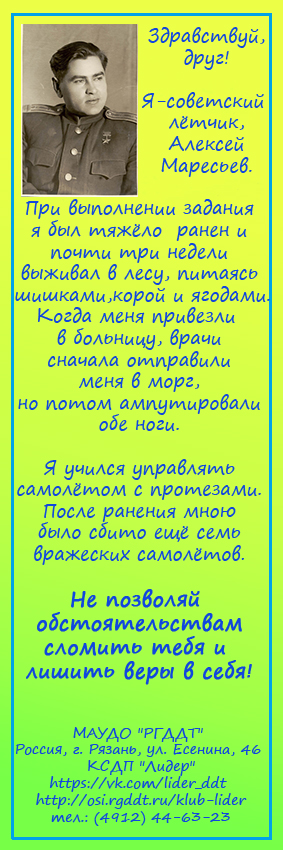 Здравствуй,
друг!
Я-советский
лётчик,
Алексей
Маресьев.
При выполнении задания
я был тяжёло ранен и
почти три недели
выживал в лесу, питаясь
шишками,корой и ягодами.
Когда меня привезли
в больницу, врачи
сначала отправили
меня в морг,
но потом ампутировали
обе ноги.
Я учился управлять
самолётом с протезами.
После ранения мною
было сбито ещё семь
вражеских самолётов.
Не позволяй
обстоятельствам
сломить тебя и
лишить веры в себя!
МАУДО "РГДДТ"
Россия, г. Рязань, ул. Есенина, 46
КСДП "Лидер"
https://vk.com/lider_ddt
http://osi.rgddt.ru/klub-lider
тел.: (4912) 44-63-23